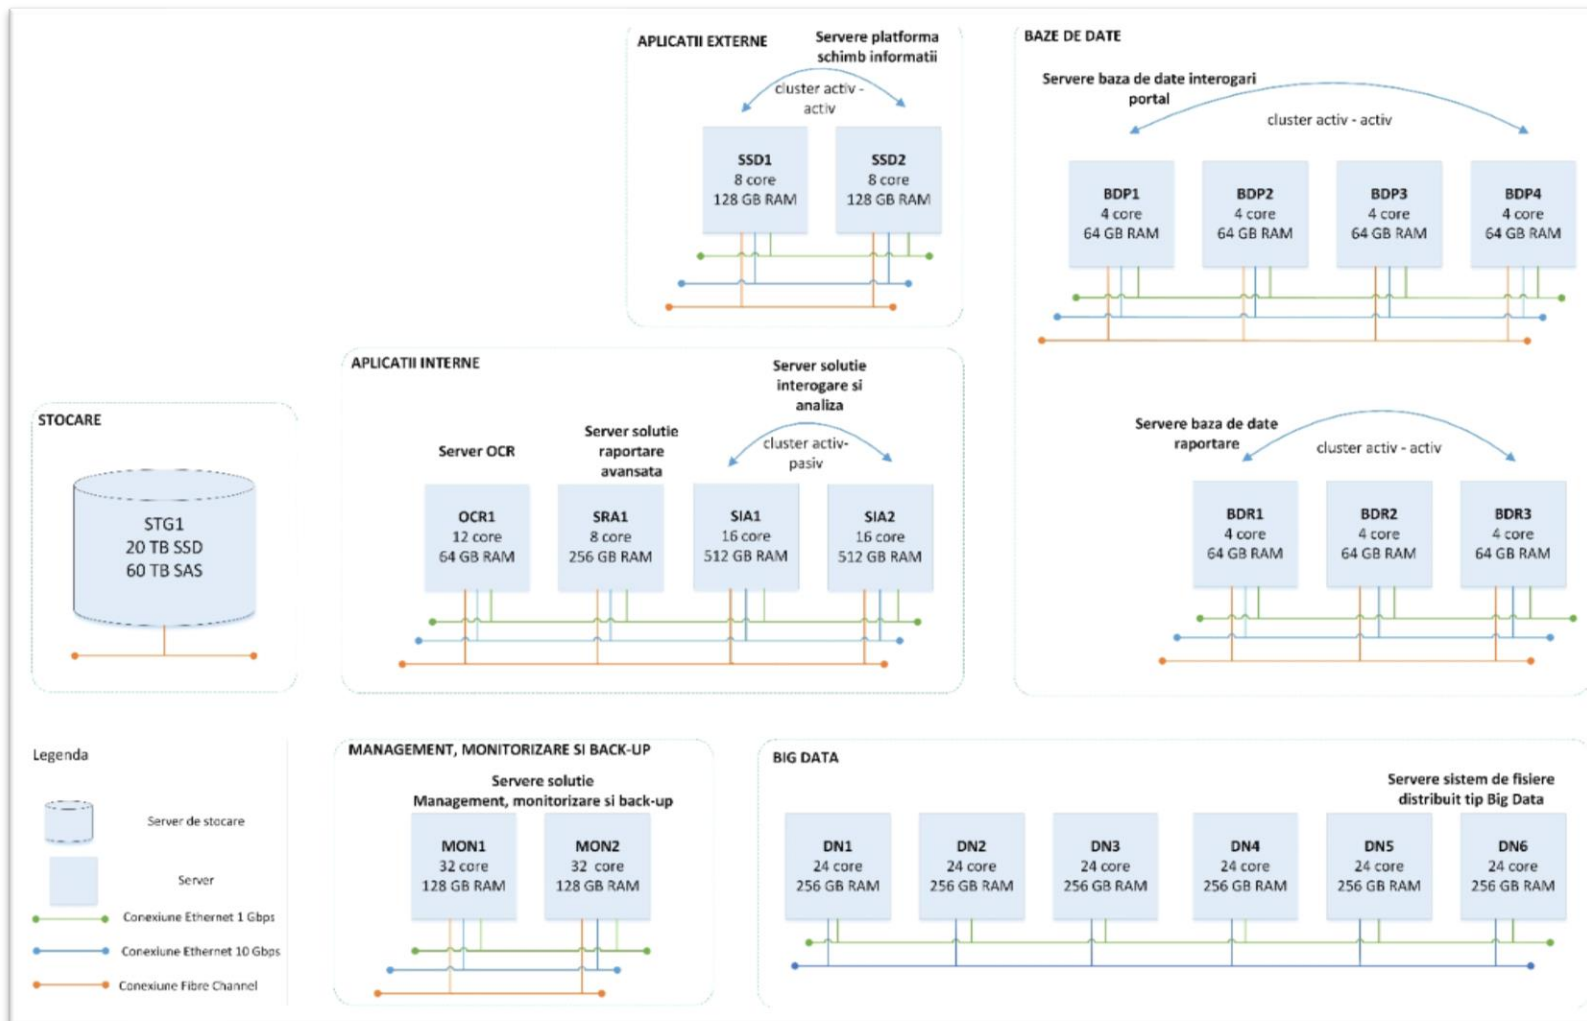 APLICATII EXTERNE
Servere platforma
schimb informatii
cluster activ -
activ
SSD1
8 core
128 GB RAM
SSD2
8 core
128 GB RAM
BAZE DE DATE
Servere baza de date interogari
portal
cluster activ - activ
BDP1
4 core
64 GB RAM
BDP2
4 core
64 GB RAM
BDP3
4 core
64 GB RAM
BDP4
4 core
64 GB RAM
Servere baza de date
raportare
cluster activ - activ
BDR1
4 core
64 GB RAM
BDR2
4 core
64 GB RAM
BDR3
4 core
64 GB RAM
STOCARE
STG1
20 TB SSD
60 TB SAS
APLICATII INTERNE
Server OCR
Server solutie
raportare
avansata
Server solutie
interogare si
analiza
cluster activ-
pasiv
OCR1
12 core
64 GB RAM
SRA1
8 core
256 GB RAM
SIA1
16 core
512 GB RAM
SIA2
16 core
512 GB RAM
Legenda
Server de stocare
Server
Conexiune Ethernet 1 Gbps
Conexiune Ethernet 10 Gbps
Conexiune Fibre Channel
MANAGEMENT, MONITORIZARE SI BACK-UP
Servere solutie
Management, monitorizare si back-up
MON1
32 core
128 GB RAM
MON2
32 core
128 GB RAM
BIG DATA
Servere sistem de fisiere
distribuit tip Big Data
DN1
24 core
256 GB RAM
DN2
24 core
256 GB RAM
DN3
24 core
256 GB RAM
DN4
24 core
256 GB RAM
DN5
24 core
256 GB RAM
DN6
24 core
256 GB RAM